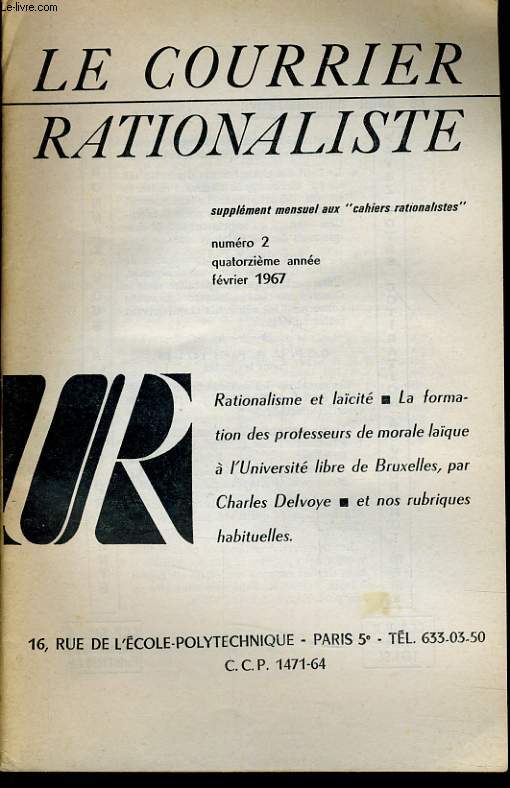 Le-livre.com
LE COURRIER
RATIONALISTE
supplément mensuel aux "cahiers rationalistes"
numéro 2
quatorzième année
février 1967
UR
Rationalisme et laïcité ■ La forma-
tion des professeurs de morale laïque
à l'Université libre de Bruxelles, par
Charles Delvoye ■ et nos rubriques
habituelles.
16, RUE DE L'ÉCOLE-POLYTECHNIQUE - PARIS 5e - TÉL. 633-03-50
C.C.P. 1471-64